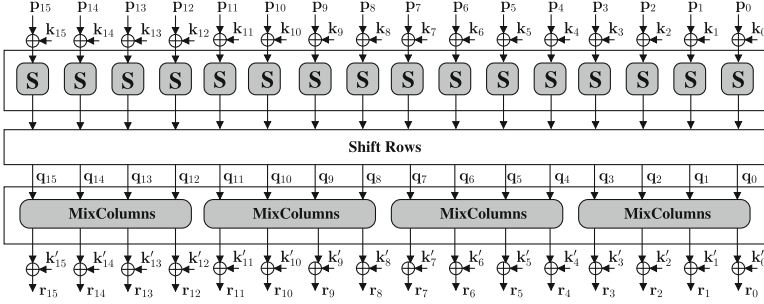 p₁₅ p₁₄ p₁₃ p₁₂ p₁₁ p₁₀ p₉ p₈ p₇ p₆ p₅ p₄ p₃ p₂ p₁ p₀
k₁₅ k₁₄ k₁₃ k₁₂ k₁₁ k₁₀ k₉ k₈ k₇ k₆ k₅ k₄ k₃ k₂ k₁ k₀
S S S S S S S S S S S S S S S S
Shift Rows
q₁₅ q₁₄ q₁₃ q₁₂ q₁₁ q₁₀ q₉ q₈ q₇ q₆ q₅ q₄ q₃ q₂ q₁ q₀
MixColumns MixColumns MixColumns MixColumns
k′₁₅ k′₁₄ k′₁₃ k′₁₂ k′₁₁ k′₁₀ k′₉ k′₈ k′₇ k′₆ k′₅ k′₄ k′₃ k′₂ k′₁ k′₀
r₁₅ r₁₄ r₁₃ r₁₂ r₁₁ r₁₀ r₉ r₈ r₇ r₆ r₅ r₄ r₃ r₂ r₁ r₀